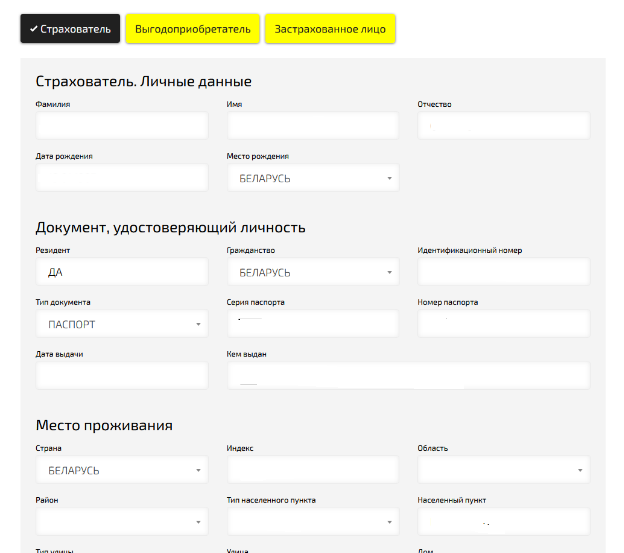 ✔ Страхователь Выгодоприобретатель Застрахованное лицо
Страхователь. Личные данные
Фамилия Имя Отчество
Дата рождения Место рождения
БЕЛАРУСЬ
Документ, удостоверяющий личность
Резидент Гражданство Идентификационный номер
ДА БЕЛАРУСЬ
Тип документа Серия паспорта Номер паспорта
ПАСПОРТ
Дата выдачи Кем выдан
Место проживания
Страна Индекс Область
БЕЛАРУСЬ
Район Тип населенного пункта Населенный пункт
Тип улицы Улица Дом